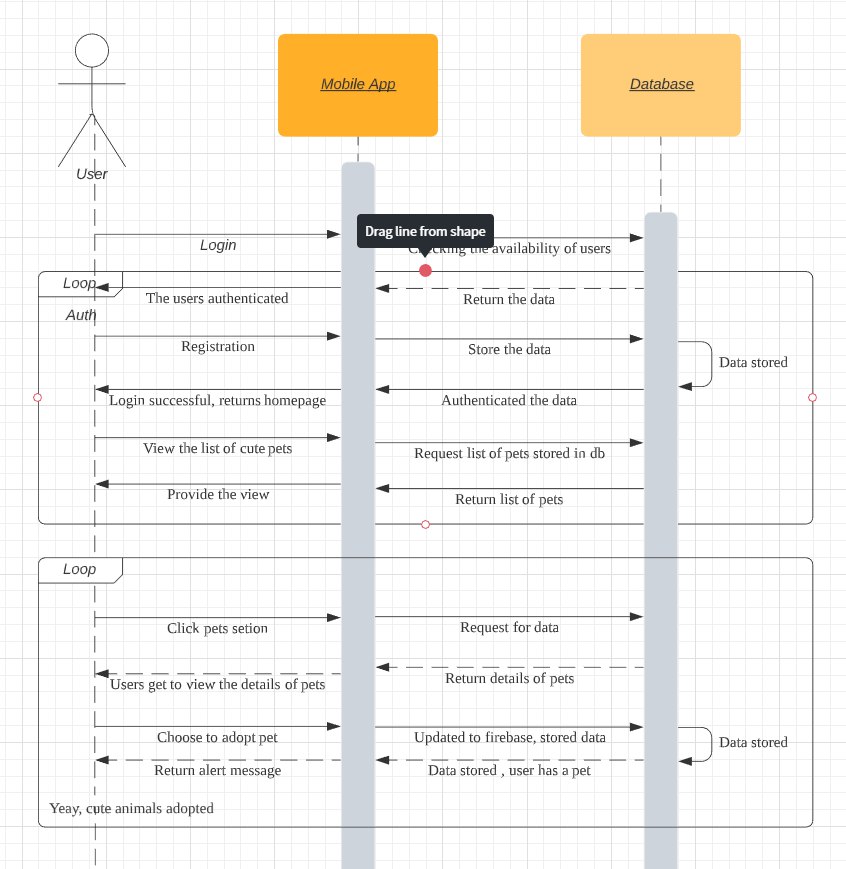 Mobile App
Database
User
Drag line from shape
Login
the availability of users
Loop
The users authenticated
Return the data
Auth
Registration
Store the data
Data stored
Login successful, returns homepage
Authenticated the data
View the list of cute pets
Request list of pets stored in db
Provide the view
Return list of pets
Loop
Click pets setion
Request for data
Users get to view the details of pets
Return details of pets
Choose to adopt pet
Updated to firebase, stored data
Data stored
Return alert message
Data stored , user has a pet
Yeay, cute animals adopted